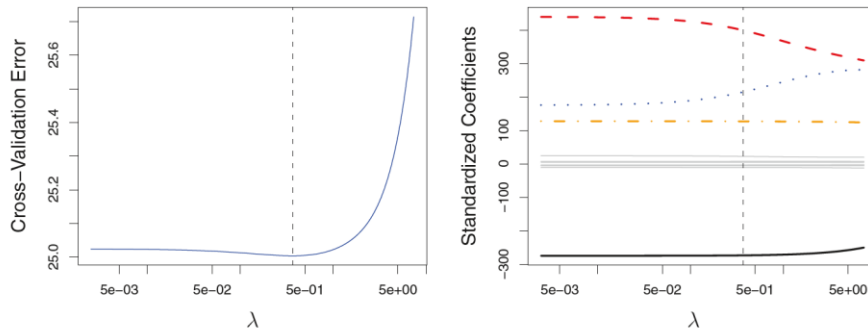 Cross-Validation Error
25.6
25.4
25.2
25.0
5e−03
5e−02
5e−01
5e+00
λ
Standardized Coefficients
300
100
0
−100
−300
5e−03
5e−02
5e−01
5e+00
λ